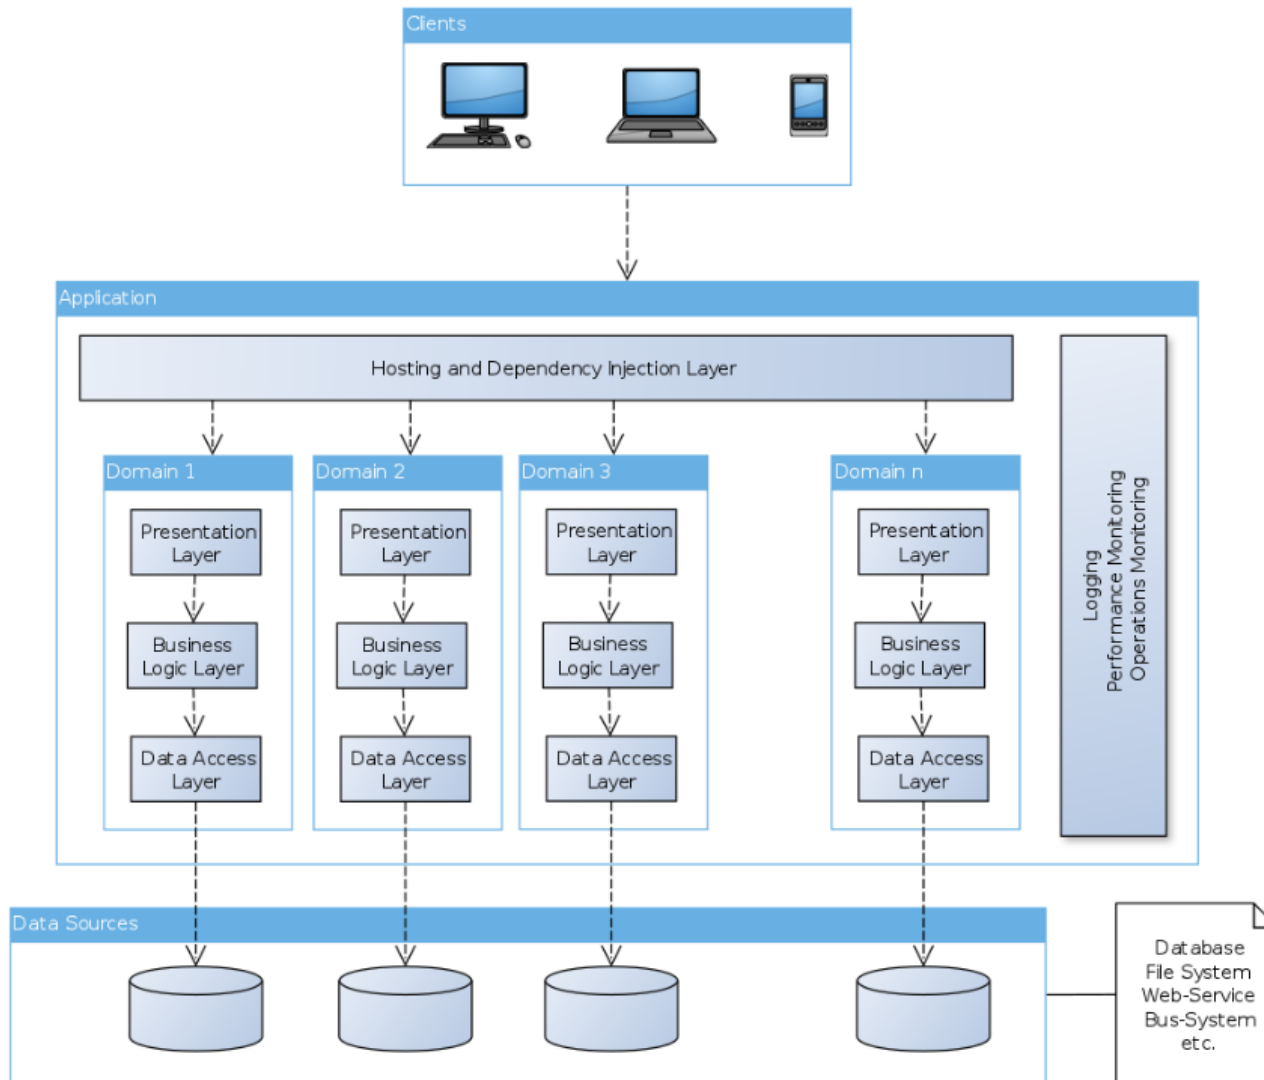 Clients
Application
Hosting and Dependency Injection Layer
Domain 1
Presentation
Layer
Business
Logic Layer
Data Access
Layer
Domain 2
Presentation
Layer
Business
Logic Layer
Data Access
Layer
Domain 3
Presentation
Layer
Business
Logic Layer
Data Access
Layer
Domain n
Presentation
Layer
Business
Logic Layer
Data Access
Layer
Logging
Performance Monitoring
Operations Monitoring
Data Sources
Database
File System
Web-Service
Bus-System
etc.